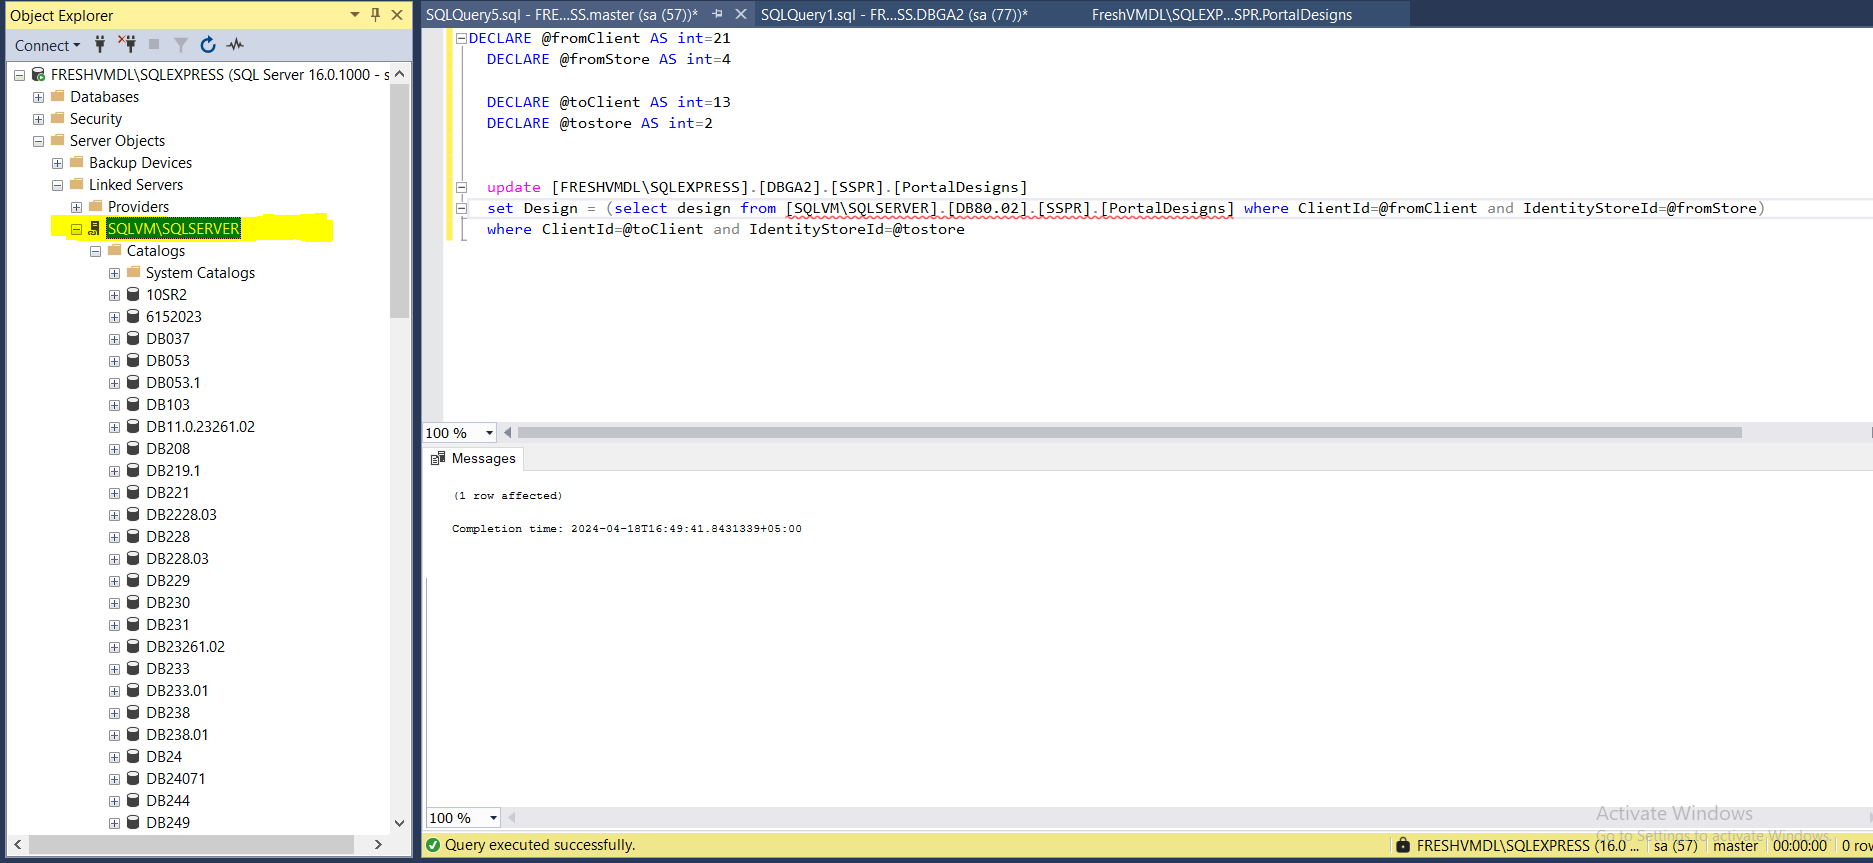 Object Explorer
Connect
FRESHVMDL\SQLEXPRESS (SQL Server 16.0.1000 - s
Databases
Security
Server Objects
Backup Devices
Linked Servers
Providers
SQLVM\SQLSERVER
Catalogs
System Catalogs
10SR2
6152023
DB037
DB053
DB053.1
DB103
DB11.0.23261.02
DB208
DB219.1
DB221
DB2228.03
DB228
DB228.03
DB229
DB230
DB231
DB23261.02
DB233
DB233.01
DB238
DB238.01
DB24
DB24071
DB244
DB249
SQLQuery5.sql - FRE...SS.master (sa (57))*
SQLQuery1.sql - FR...SS.DBGA2 (sa (77))*
FreshVMDL\SQLEXP...SPR.PortalDesigns
DECLARE @fromClient AS int=21
DECLARE @fromStore AS int=4
DECLARE @toClient AS int=13
DECLARE @tostore AS int=2
update [FRESHVMDL\SQLEXPRESS].[DBGA2].[SSPR].[PortalDesigns]
set Design = (select design from [SQLVM\SQLSERVER].[DB80.02].[SSPR].[PortalDesigns] where ClientId=@fromClient and IdentityStoreId=@fromStore)
where ClientId=@toClient and IdentityStoreId=@tostore
100 %
Messages
(1 row affected)
Completion time: 2024-04-18T16:49:41.8431339+05:00
100 %
Activate Windows
Go to Settings to activate Windows.
Query executed successfully.
FRESHVMDL\SQLEXPRESS (16.0 ...
sa (57)
master
00:00:00
0 rov